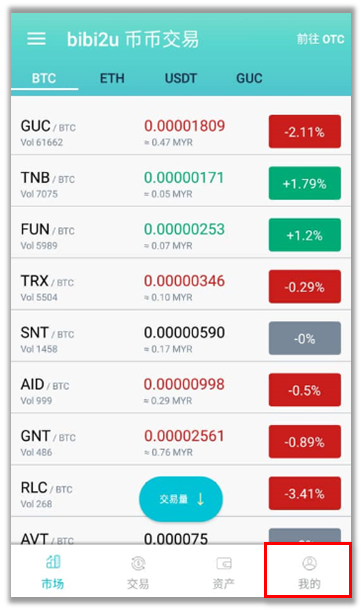 bibi2u 币币交易
前往 OTC
BTC ETH USDT GUC
GUC / BTC 0.00001809 -2.11%
Vol 61662 ≈ 0.47 MYR
TNB / BTC 0.00000171 +1.79%
Vol 7075 ≈ 0.05 MYR
FUN / BTC 0.00000253 +1.2%
Vol 5989 ≈ 0.07 MYR
TRX / BTC 0.00000346 -0.29%
Vol 5504 ≈ 0.10 MYR
SNT / BTC 0.00000590 -0%
Vol 1458 ≈ 0.17 MYR
AID / BTC 0.00000998 -0.5%
Vol 999 ≈ 0.29 MYR
GNT / BTC 0.00002561 -0.89%
Vol 486 ≈ 0.76 MYR
RLC / BTC -3.41%
Vol 268
交易量 ↓
AVT / BTC 0.000075
市场 交易 资产 我的